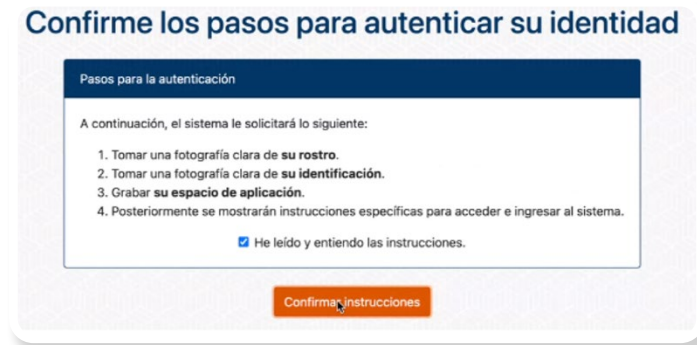 Confirme los pasos para autenticar su identidad
Pasos para la autenticación
A continuación, el sistema le solicitará lo siguiente:
1. Tomar una fotografía clara de su rostro.
2. Tomar una fotografía clara de su identificación.
3. Grabar su espacio de aplicación.
4. Posteriormente se mostrarán instrucciones específicas para acceder e ingresar al sistema.
He leído y entiendo las instrucciones.
Confirmar instrucciones